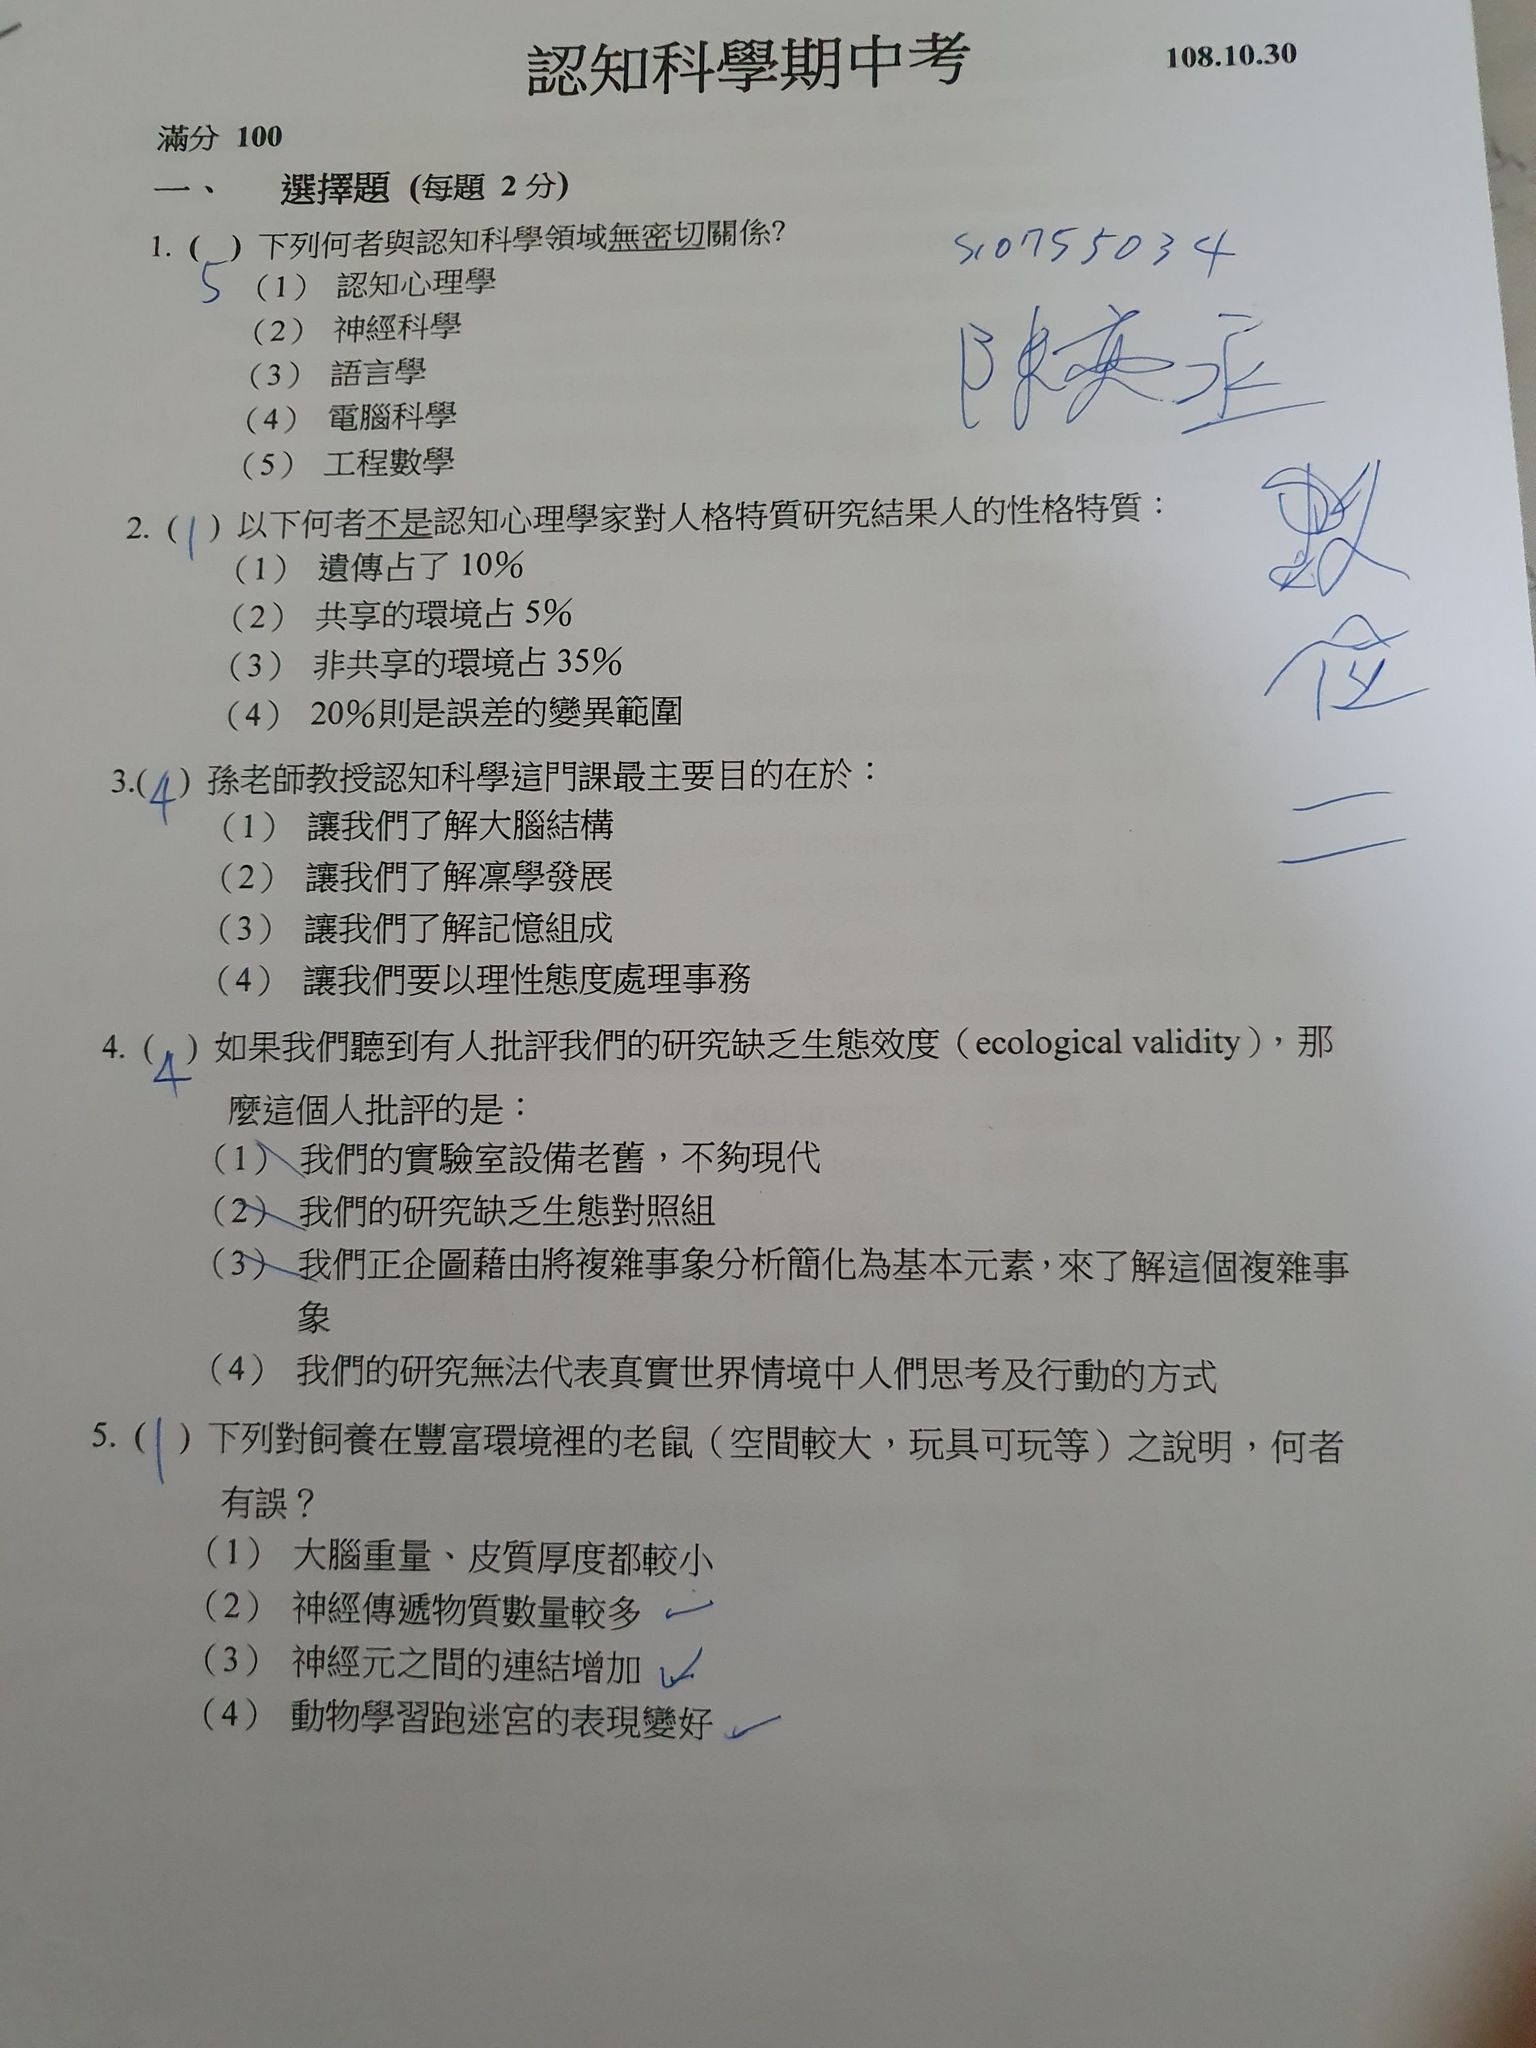 認知科學期中考
108.10.30
滿分 100
一、 選擇題 (每題 2 分)
1. ( 5 ) 下列何者與認知科學領域無密切關係?
(1) 認知心理學
(2) 神經科學
(3) 語言學
(4) 電腦科學
(5) 工程數學
S10755034
陳奕丞
數
位
二
2. ( 1 ) 以下何者不是認知心理學家對人格特質研究結果人的性格特質：
(1) 遺傳占了 10%
(2) 共享的環境占 5%
(3) 非共享的環境占 35%
(4) 20%則是誤差的變異範圍
3.( 4 ) 孫老師教授認知科學這門課最主要目的在於：
(1) 讓我們了解大腦結構
(2) 讓我們了解凜學發展
(3) 讓我們了解記憶組成
(4) 讓我們要以理性態度處理事務
4. ( 4 ) 如果我們聽到有人批評我們的研究缺乏生態效度（ecological validity），那
麼這個人批評的是：
(1) 我們的實驗室設備老舊，不夠現代
(2) 我們的研究缺乏生態對照組
(3) 我們正企圖藉由將複雜事象分析簡化為基本元素，來了解這個複雜事
象
(4) 我們的研究無法代表真實世界情境中人們思考及行動的方式
5. ( 1 ) 下列對飼養在豐富環境裡的老鼠（空間較大，玩具可玩等）之說明，何者
有誤？
(1) 大腦重量、皮質厚度都較小
(2) 神經傳遞物質數量較多
(3) 神經元之間的連結增加
(4) 動物學習跑迷宮的表現變好